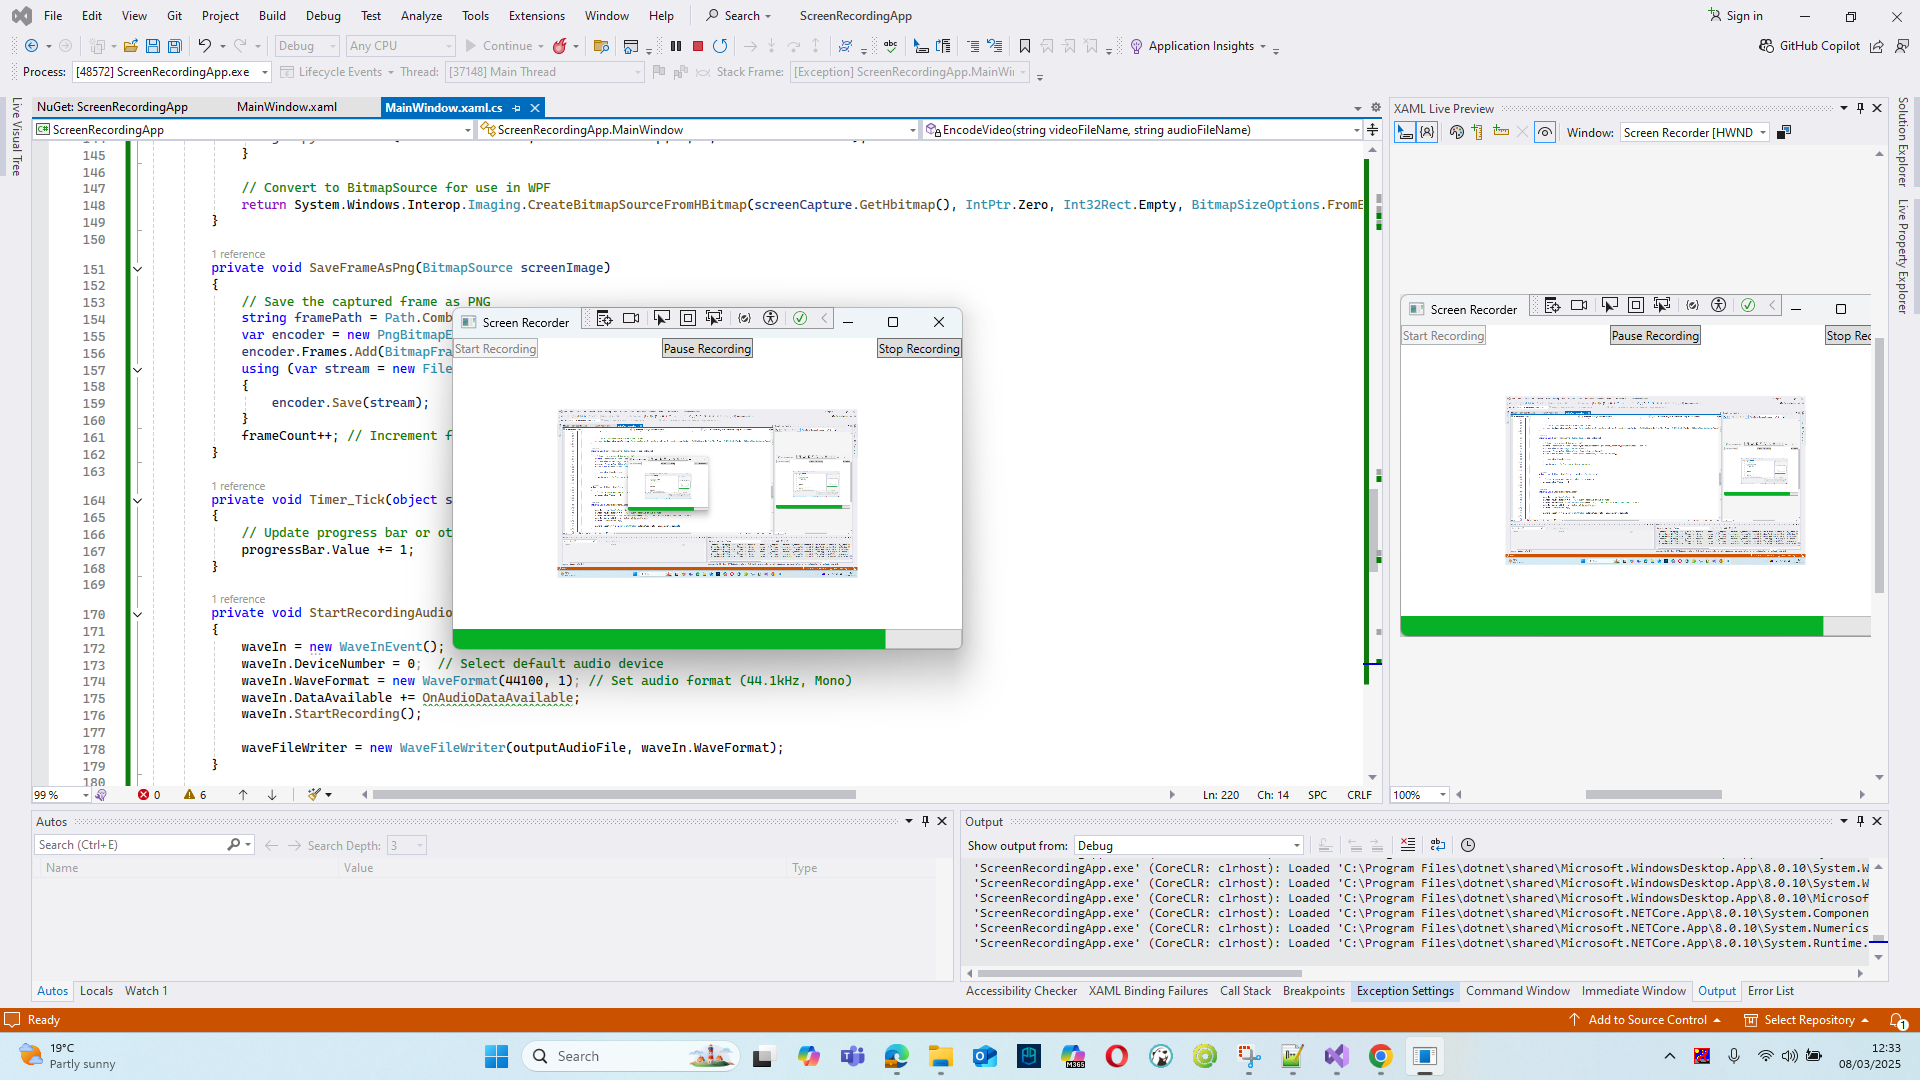 File Edit View Git Project Build Debug Test Analyze Tools Extensions Window Help Search ScreenRecordingApp Sign in
Debug Any CPU Continue Application Insights GitHub Copilot
Process: [48572] ScreenRecordingApp.exe Lifecycle Events Thread: [37148] Main Thread Stack Frame: [Exception] ScreenRecordingApp.MainWi
Live Visual Tree
NuGet: ScreenRecordingApp MainWindow.xaml MainWindow.xaml.cs
ScreenRecordingApp ScreenRecordingApp.MainWindow EncodeVideo(string videoFileName, string audioFileName)
145 }
146
147 // Convert to BitmapSource for use in WPF
148 return System.Windows.Interop.Imaging.CreateBitmapSourceFromHBitmap(screenCapture.GetHbitmap(), IntPtr.Zero, Int32Rect.Empty, BitmapSizeOptions.FromE
149 }
150
1 reference
151 private void SaveFrameAsPng(BitmapSource screenImage)
152 {
153 // Save the captured frame as PNG
154 string framePath = Path.Comb
155 var encoder = new PngBitmapE
156 encoder.Frames.Add(BitmapFra
157 using (var stream = new File
158 {
159 encoder.Save(stream);
160 }
161 frameCount++; // Increment f
162 }
163
1 reference
164 private void Timer_Tick(object s
165 {
166 // Update progress bar or ot
167 progressBar.Value += 1;
168 }
169
1 reference
170 private void StartRecordingAudio
171 {
172 waveIn = new WaveInEvent();
173 waveIn.DeviceNumber = 0; // Select default audio device
174 waveIn.WaveFormat = new WaveFormat(44100, 1); // Set audio format (44.1kHz, Mono)
175 waveIn.DataAvailable += OnAudioDataAvailable;
176 waveIn.StartRecording();
177
178 waveFileWriter = new WaveFileWriter(outputAudioFile, waveIn.WaveFormat);
179 }
180
99 % 0 6 Ln: 220 Ch: 14 SPC CRLF
Screen Recorder
Start Recording Pause Recording Stop Recording
XAML Live Preview
Window: Screen Recorder [HWND
Screen Recorder
Start Recording Pause Recording Stop Rec
100%
Solution Explorer
Live Property Explorer
Autos
Search (Ctrl+E) Search Depth: 3
Name Value Type
Autos Locals Watch 1
Output
Show output from: Debug
'ScreenRecordingApp.exe' (CoreCLR: clrhost): Loaded 'C:\Program Files\dotnet\shared\Microsoft.WindowsDesktop.App\8.0.10\System.W
'ScreenRecordingApp.exe' (CoreCLR: clrhost): Loaded 'C:\Program Files\dotnet\shared\Microsoft.WindowsDesktop.App\8.0.10\System.W
'ScreenRecordingApp.exe' (CoreCLR: clrhost): Loaded 'C:\Program Files\dotnet\shared\Microsoft.WindowsDesktop.App\8.0.10\Microsof
'ScreenRecordingApp.exe' (CoreCLR: clrhost): Loaded 'C:\Program Files\dotnet\shared\Microsoft.NETCore.App\8.0.10\System.Componen
'ScreenRecordingApp.exe' (CoreCLR: clrhost): Loaded 'C:\Program Files\dotnet\shared\Microsoft.NETCore.App\8.0.10\System.Numerics
'ScreenRecordingApp.exe' (CoreCLR: clrhost): Loaded 'C:\Program Files\dotnet\shared\Microsoft.NETCore.App\8.0.10\System.Runtime.
Accessibility Checker XAML Binding Failures Call Stack Breakpoints Exception Settings Command Window Immediate Window Output Error List
Ready Add to Source Control Select Repository 1
19°C
Partly sunny
Search
M365
12:33
08/03/2025